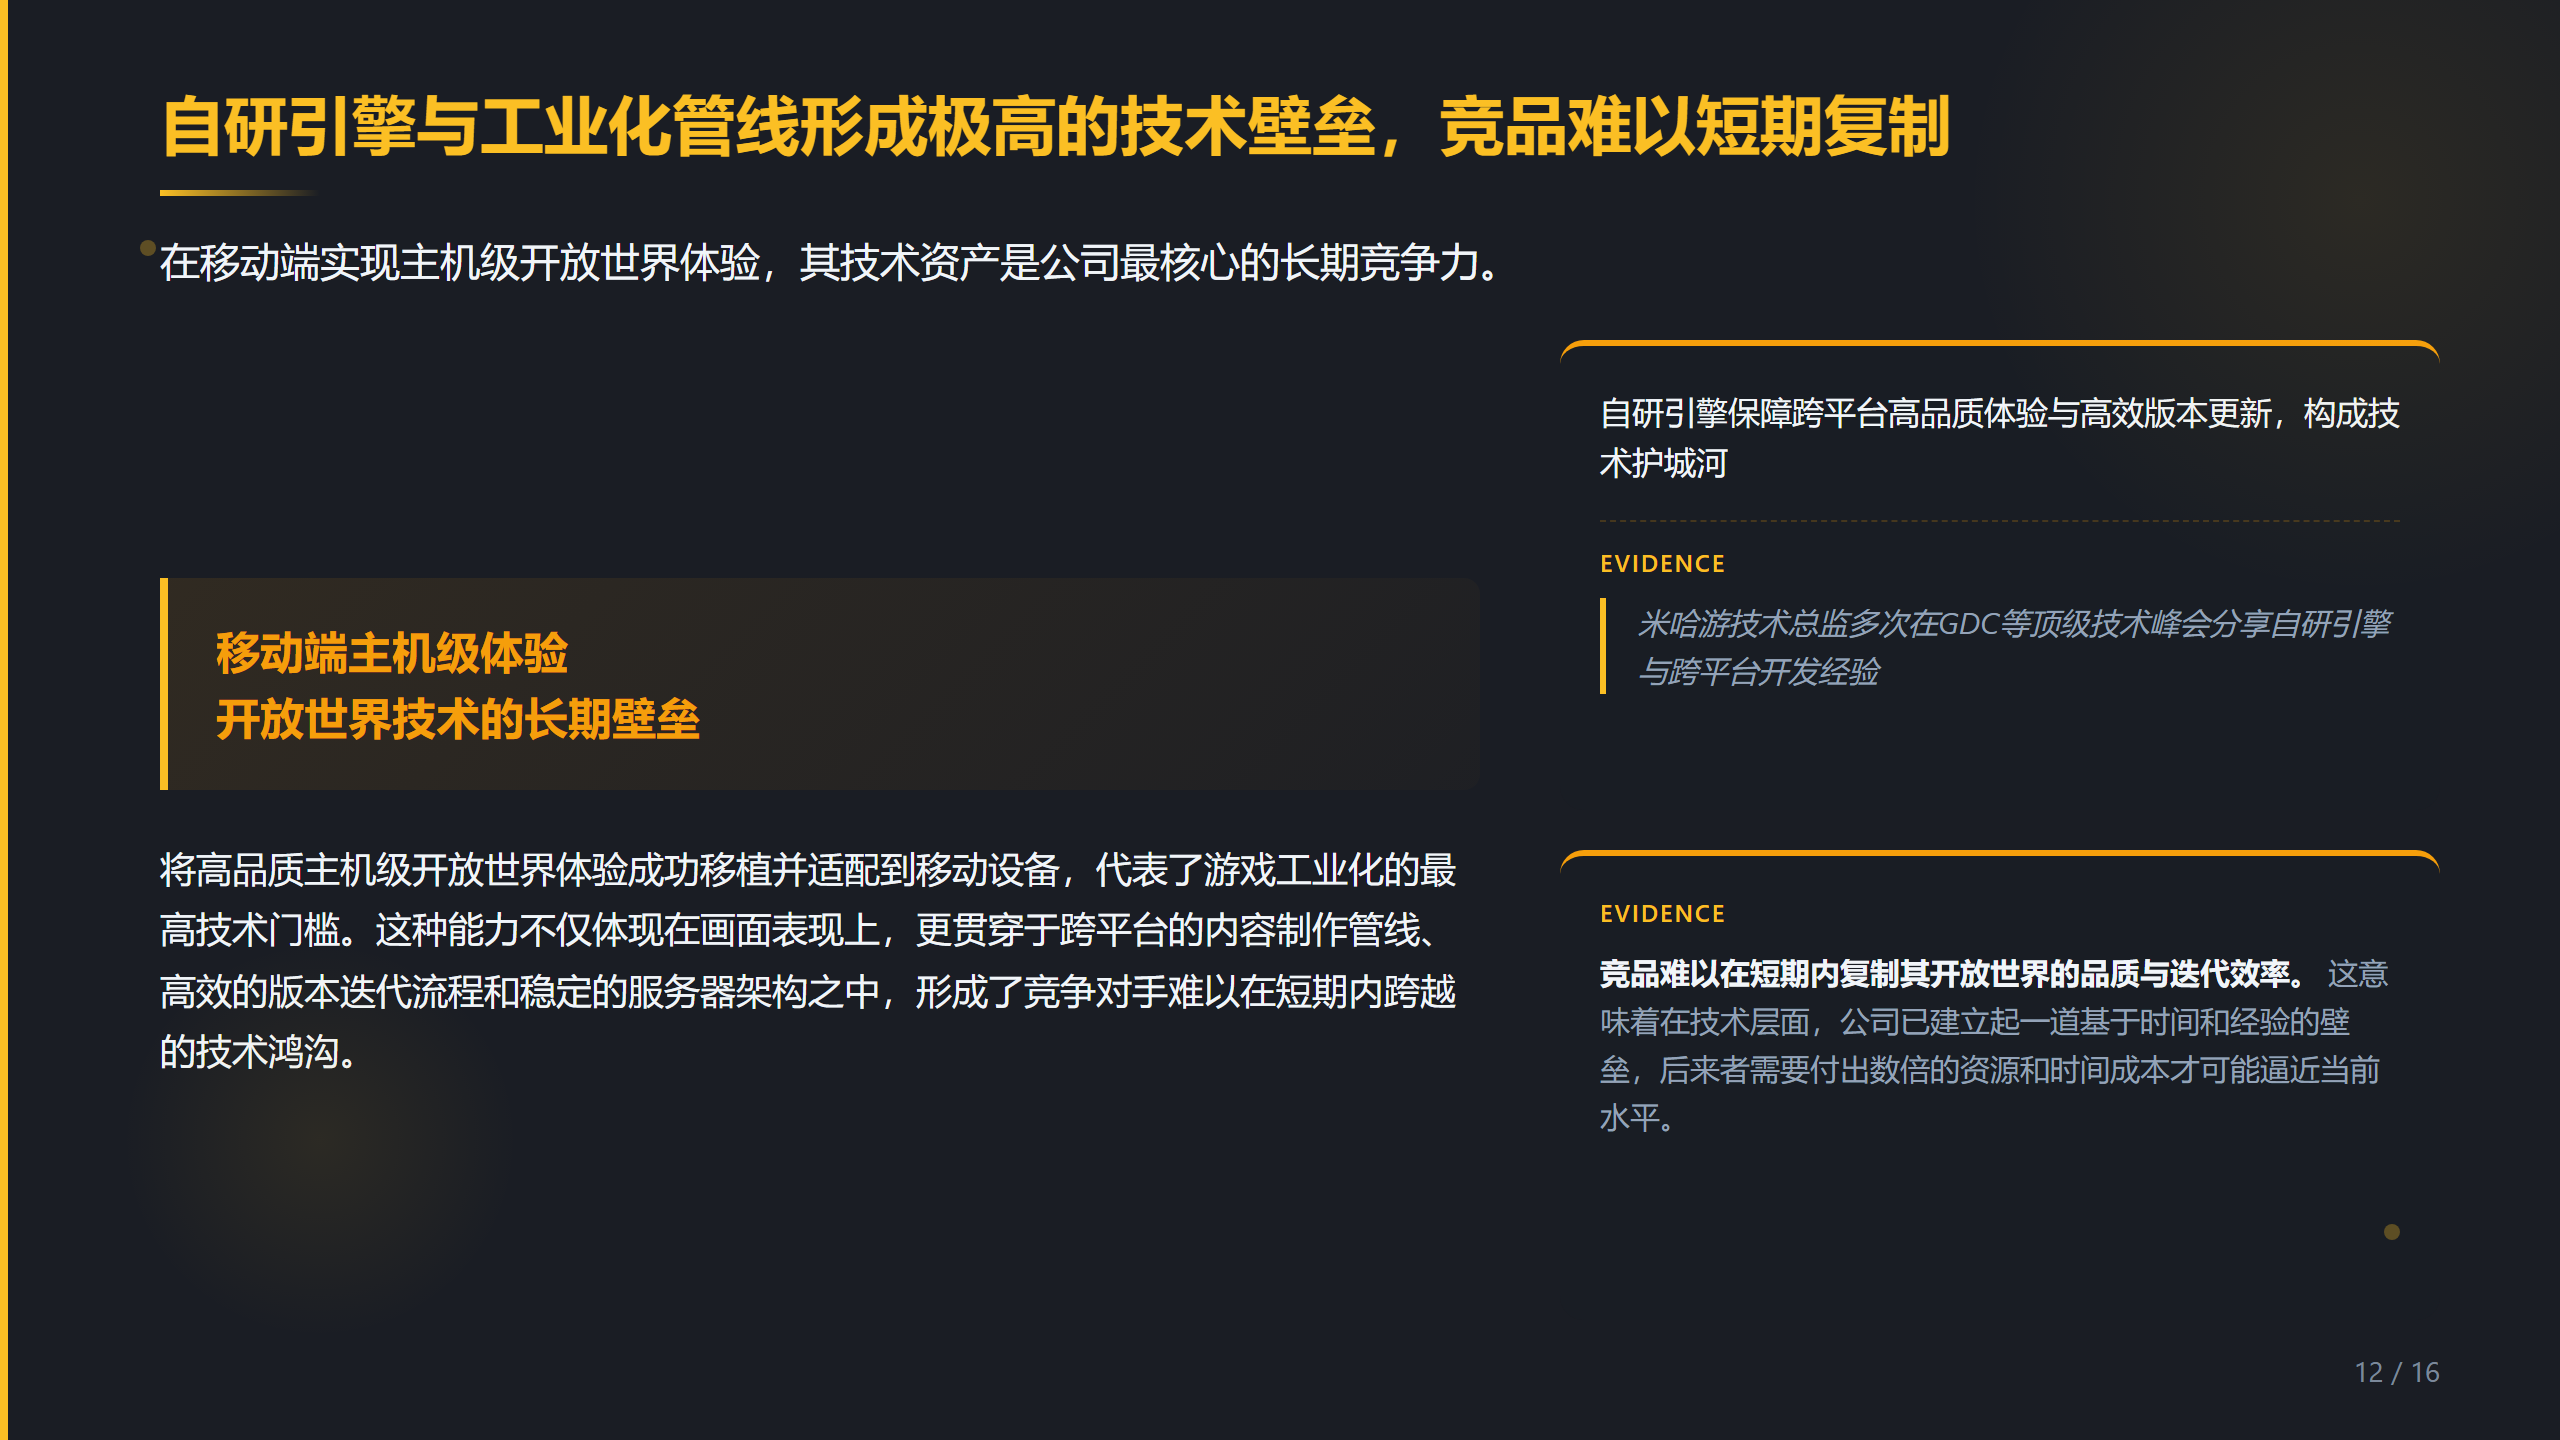 自研引擎与工业化管线形成极高的技术壁垒，竞品难以短期复制
在移动端实现主机级开放世界体验，其技术资产是公司最核心的长期竞争力。
移动端主机级体验
开放世界技术的长期壁垒
将高品质主机级开放世界体验成功移植并适配到移动设备，代表了游戏工业化的最
高技术门槛。这种能力不仅体现在画面表现上，更贯穿于跨平台的内容制作管线、
高效的版本迭代流程和稳定的服务器架构之中，形成了竞争对手难以在短期内跨越
的技术鸿沟。
自研引擎保障跨平台高品质体验与高效版本更新，构成技
术护城河
EVIDENCE
米哈游技术总监多次在GDC等顶级技术峰会分享自研引擎
与跨平台开发经验
EVIDENCE
竞品难以在短期内复制其开放世界的品质与迭代效率。 这意
味着在技术层面，公司已建立起一道基于时间和经验的壁
垒，后来者需要付出数倍的资源和时间成本才可能逼近当前
水平。
12 / 16